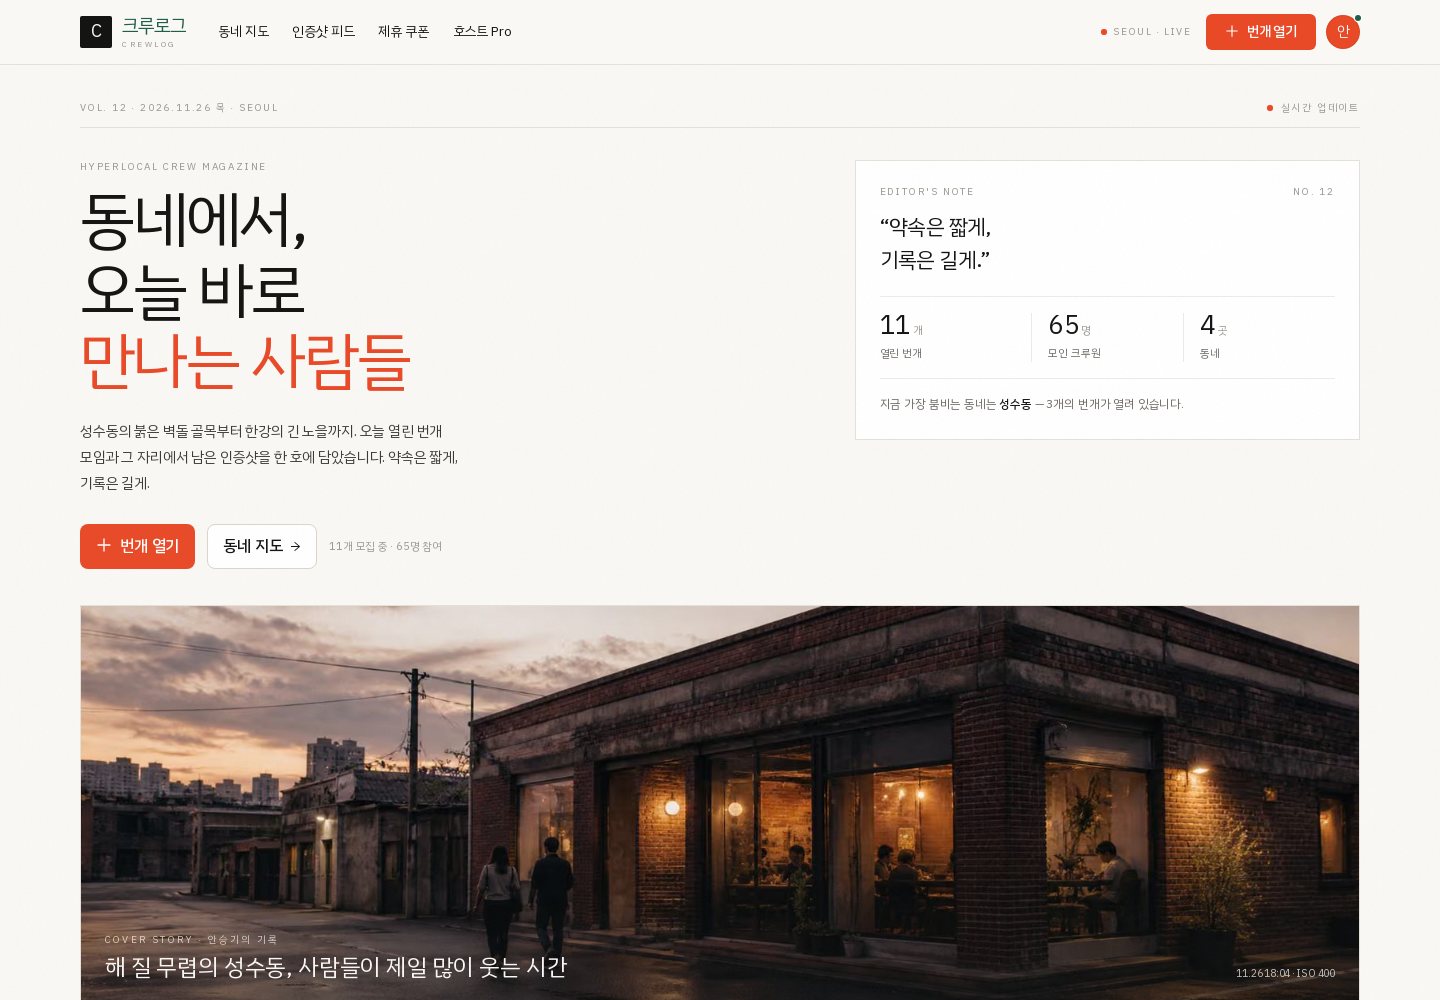 C
크루로그
CREWLOG
동네 지도
인증샷 피드
제휴 쿠폰
호스트 Pro
SEOUL · LIVE
번개 열기
안
VOL. 12 · 2026.11.26 목 · SEOUL
실시간 업데이트
HYPERLOCAL CREW MAGAZINE
동네에서,
오늘 바로
만나는 사람들
성수동의 붉은 벽돌 골목부터 한강의 긴 노을까지. 오늘 열린 번개
모임과 그 자리에서 남은 인증샷을 한 호에 담았습니다. 약속은 짧게,
기록은 길게.
번개 열기
동네 지도 →
11개 모집 중 · 65명 참여
EDITOR'S NOTE
NO. 12
“약속은 짧게,
기록은 길게.”
11 개
열린 번개
65 명
모인 크루원
4 곳
동네
지금 가장 붐비는 동네는 성수동 — 3개의 번개가 열려 있습니다.
COVER STORY · 안승기의 기록
해 질 무렵의 성수동, 사람들이 제일 많이 웃는 시간
11.26 18:04 · ISO 400